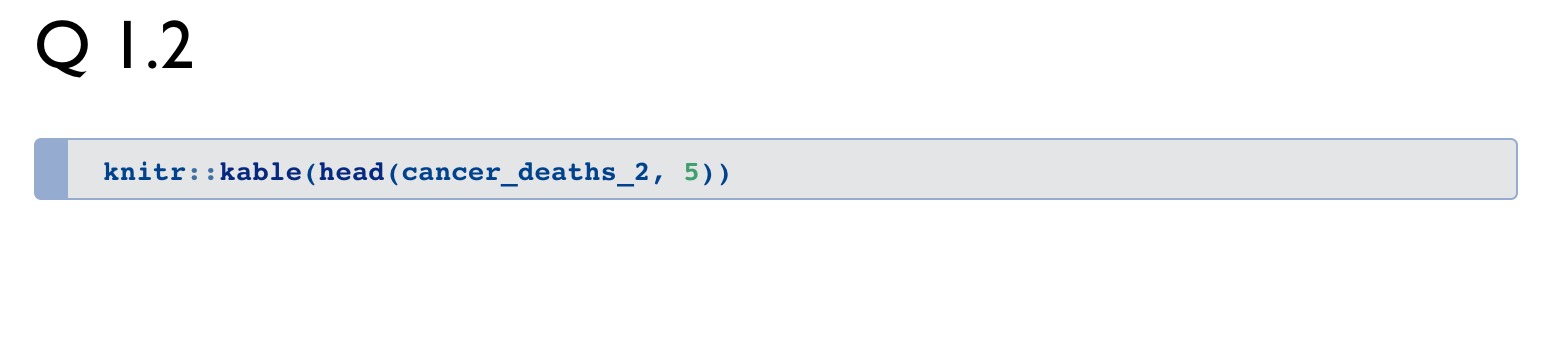 Q 1.2
knitr::kable(head(cancer_deaths_2, 5))